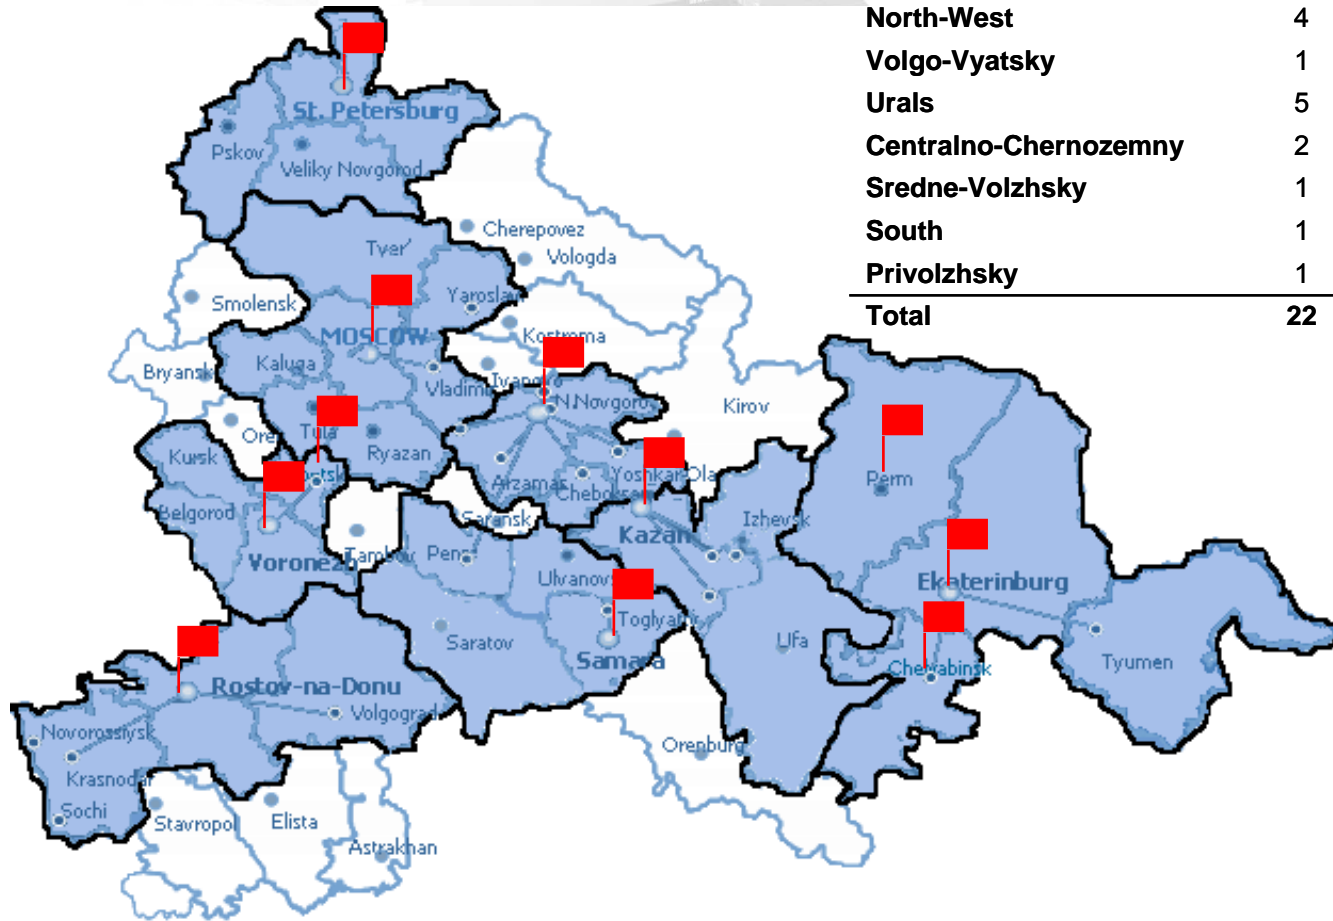 North-West 4
Volgo-Vyatsky 1
Urals 5
Centralno-Chernozemny 2
Sredne-Volzhsky 1
South 1
Privolzhsky 1
Total 22
St. Petersburg
Pskov
Veliky Novgorod
Cherepovez
Tver'
Vologda
Yaroslavl
Smolensk
MOSCOW
Kostroma
Kaluga
Bryansk
Vladimir
Ivanovo
N.Novgorod
Kirov
Tula
Ryazan
Kursk
Yoshkar-Ola
Arzamas
Perm
Belgorod
Saransk
Izhevsk
Kazan
Voronezh
Tambov
Penza
Ekaterinburg
Togliatti
Ufa
Saratov
Samara
Tyumen
Chelyabinsk
Rostov-na-Donu
Volgograd
Novorossiysk
Orenburg
Krasnodar
Sochi
Stavropol
Elista
Astrakhan